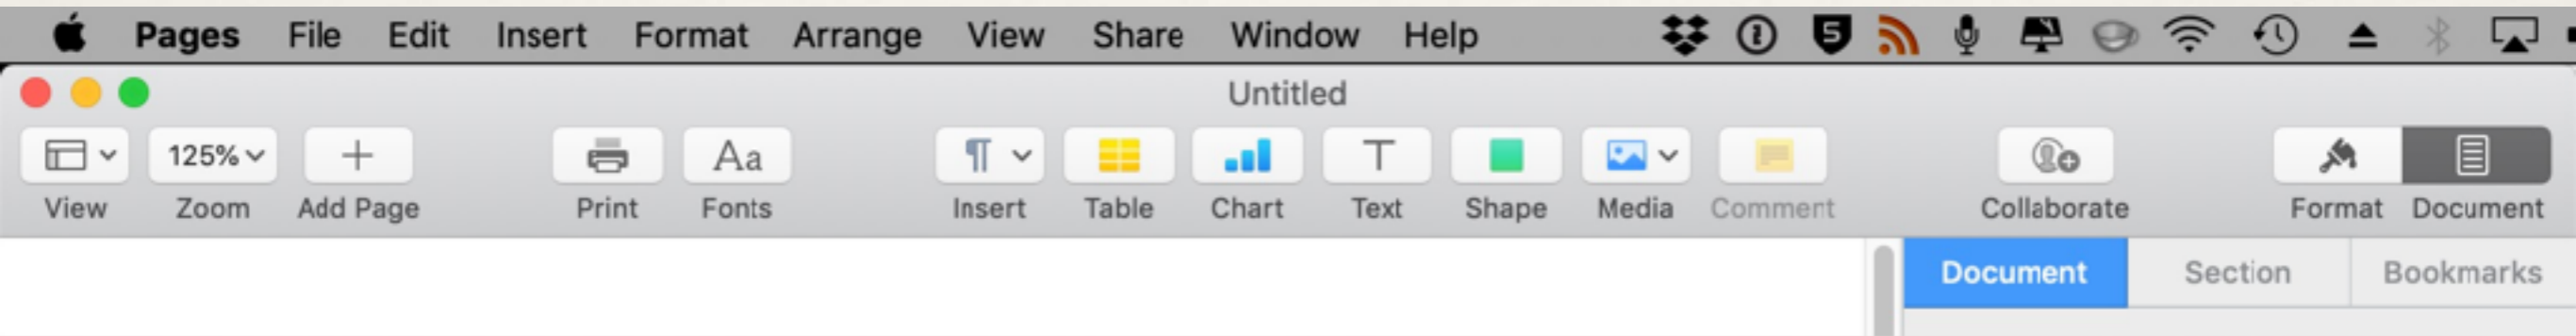 Pages File Edit Insert Format Arrange View Share Window Help
Untitled
125% Aa T
View Zoom Add Page Print Fonts Insert Table Chart Text Shape Media Comment Collaborate Format Document
Document Section Bookmarks